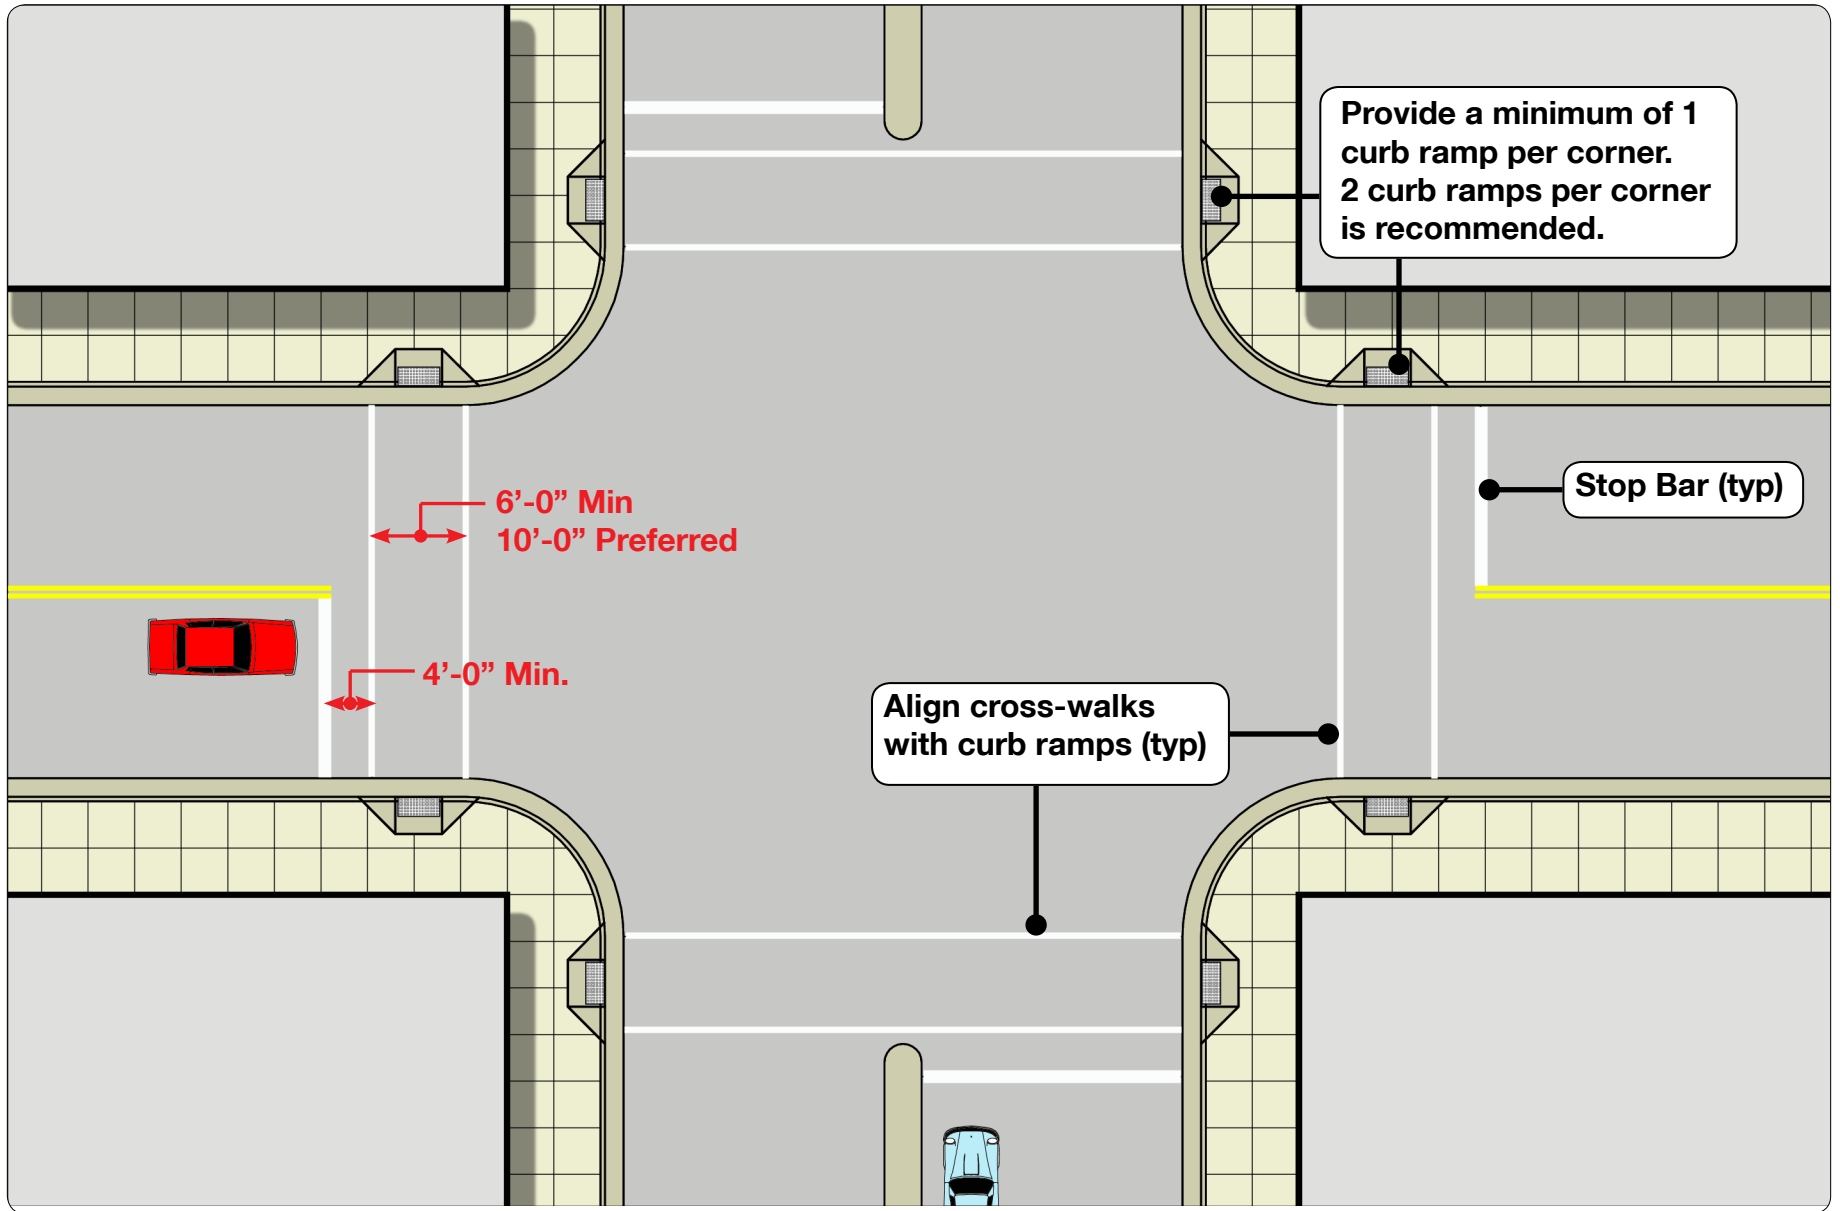 Provide a minimum of 1
curb ramp per corner.
2 curb ramps per corner
is recommended.
Stop Bar (typ)
6’-0” Min
10’-0” Preferred
4’-0” Min.
Align cross-walks
with curb ramps (typ)